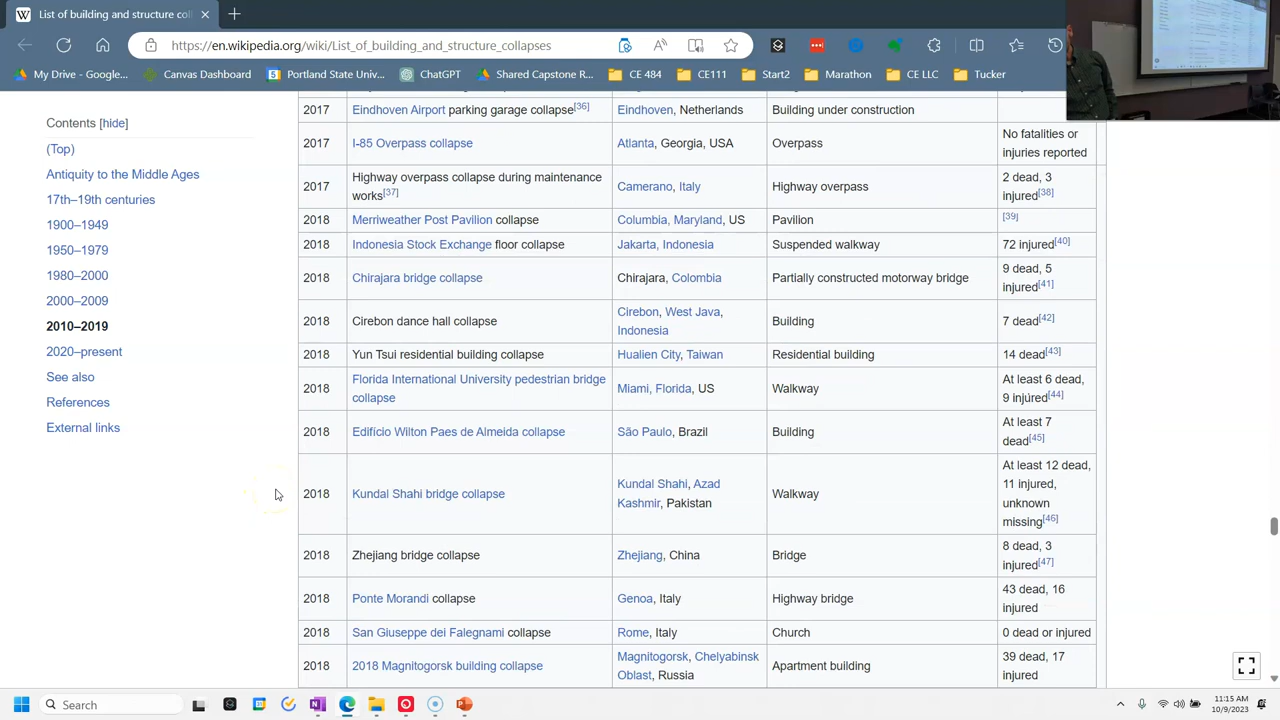 List of building and structure col
https://en.wikipedia.org/wiki/List_of_building_and_structure_collapses
My Drive - Google...
Canvas Dashboard
Portland State Univ...
ChatGPT
Shared Capstone R...
CE 484
CE111
Start2
Marathon
CE LLC
Tucker
Contents [hide]
(Top)
Antiquity to the Middle Ages
17th–19th centuries
1900–1949
1950–1979
1980–2000
2000–2009
2010–2019
2020–present
See also
References
External links
2017 Eindhoven Airport parking garage collapse[36] Eindhoven, Netherlands Building under construction
2017 I-85 Overpass collapse Atlanta, Georgia, USA Overpass No fatalities or
injuries reported
2017 Highway overpass collapse during maintenance
works[37] Camerano, Italy Highway overpass 2 dead, 3
injured[38]
2018 Merriweather Post Pavilion collapse Columbia, Maryland, US Pavilion [39]
2018 Indonesia Stock Exchange floor collapse Jakarta, Indonesia Suspended walkway 72 injured[40]
2018 Chirajara bridge collapse Chirajara, Colombia Partially constructed motorway bridge 9 dead, 5
injured[41]
2018 Cirebon dance hall collapse Cirebon, West Java,
Indonesia Building 7 dead[42]
2018 Yun Tsui residential building collapse Hualien City, Taiwan Residential building 14 dead[43]
2018 Florida International University pedestrian bridge
collapse Miami, Florida, US Walkway At least 6 dead,
9 injured[44]
2018 Edifício Wilton Paes de Almeida collapse São Paulo, Brazil Building At least 7
dead[45]
2018 Kundal Shahi bridge collapse Kundal Shahi, Azad
Kashmir, Pakistan Walkway At least 12 dead,
11 injured,
unknown
missing[46]
2018 Zhejiang bridge collapse Zhejiang, China Bridge 8 dead, 3
injured[47]
2018 Ponte Morandi collapse Genoa, Italy Highway bridge 43 dead, 16
injured
2018 San Giuseppe dei Falegnami collapse Rome, Italy Church 0 dead or injured
2018 2018 Magnitogorsk building collapse Magnitogorsk, Chelyabinsk
Oblast, Russia Apartment building 39 dead, 17
injured
Search
11:15 AM
10/9/2023